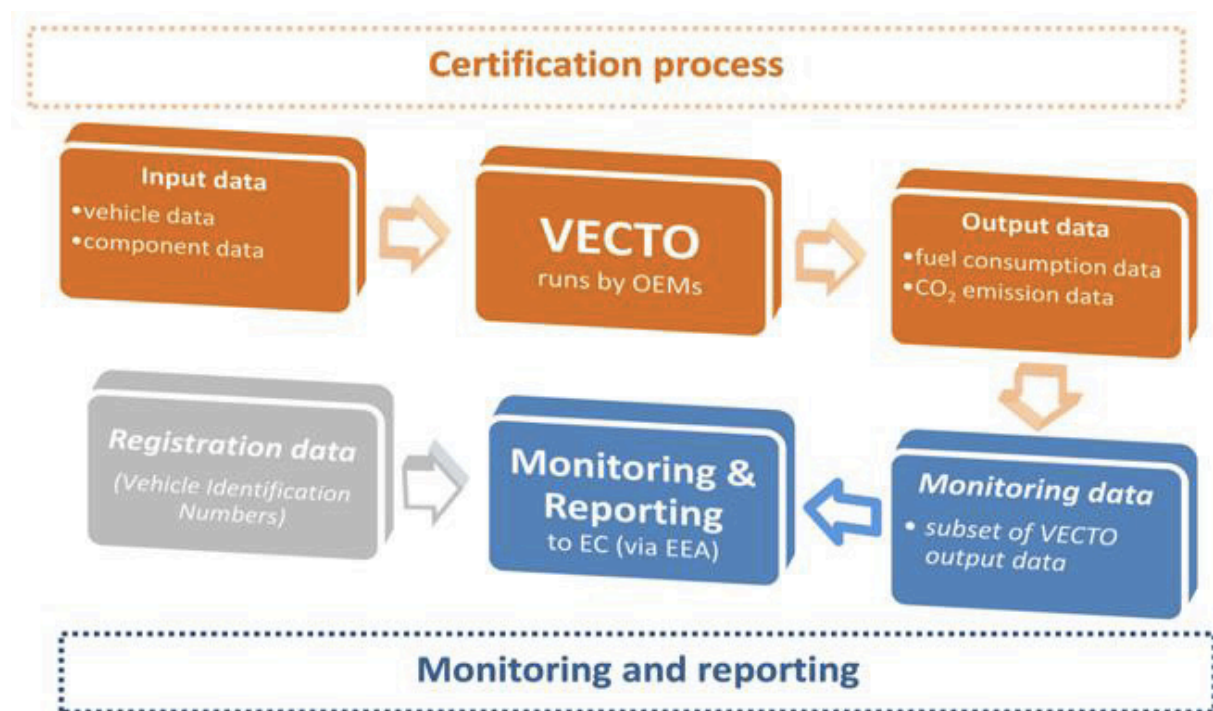 Certification process
Input data
•vehicle data
•component data
VECTO
runs by OEMs
Output data
•fuel consumption data
•CO₂ emission data
Registration data
(Vehicle Identification
Numbers)
Monitoring &
Reporting
to EC (via EEA)
Monitoring data
• subset of VECTO
output data
Monitoring and reporting